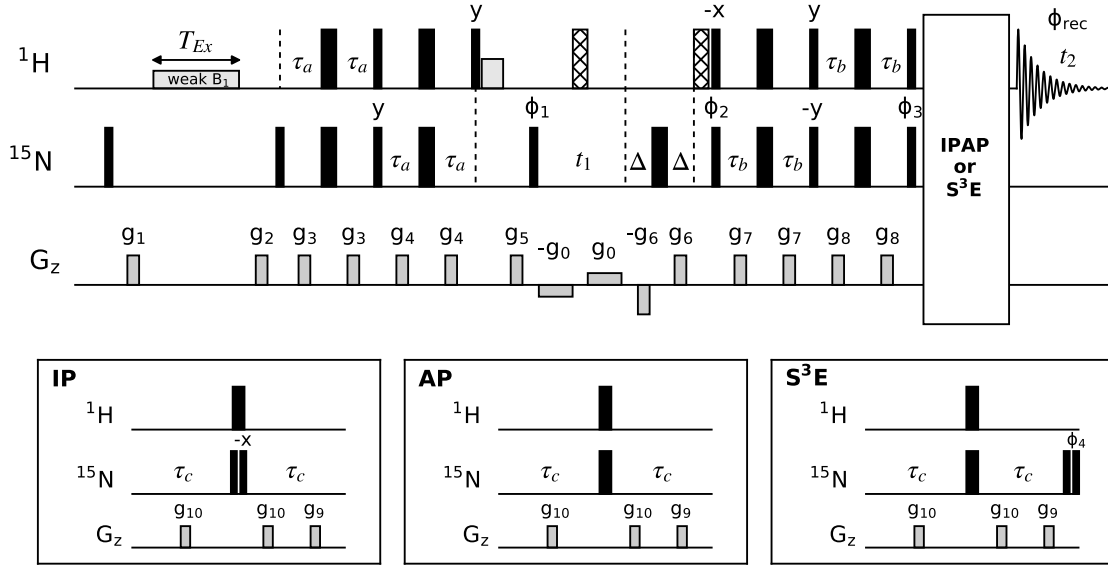 y -x y ϕrec
¹H T_Ex weak B₁ τa τa τb τb t₂
y ϕ₁ ϕ₂ -y ϕ₃
¹⁵N τa τa t₁ Δ Δ τb τb
IPAP
or
S³E
Gz g₁ g₂ g₃ g₃ g₄ g₄ g₅ -g₀ g₀ -g₆ g₆ g₇ g₇ g₈ g₈
IP
¹H
-x
¹⁵N τc τc
g₁₀ g₁₀ g₉
Gz
AP
¹H
¹⁵N τc τc
g₁₀ g₁₀ g₉
Gz
S³E
¹H
ϕ₄
¹⁵N τc τc
g₁₀ g₁₀ g₉
Gz